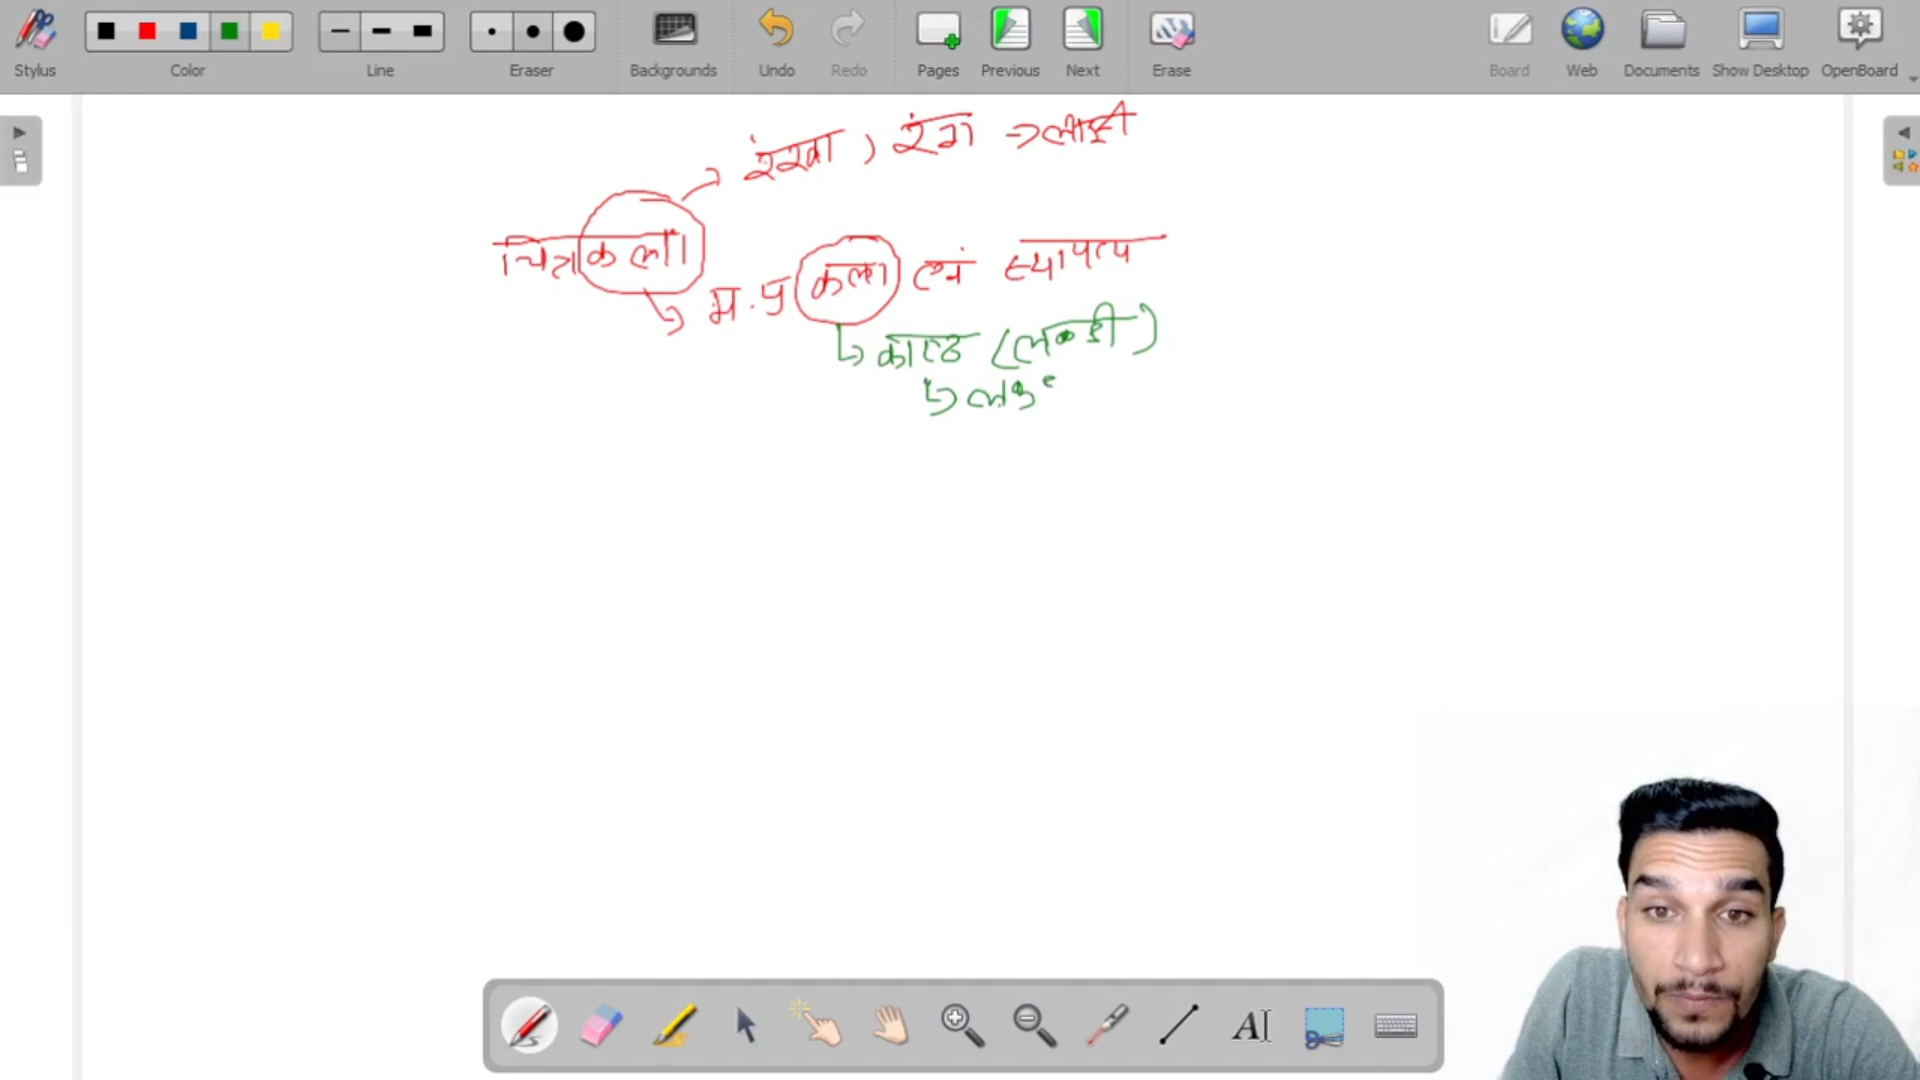 Stylus Color Line Eraser Backgrounds Undo Redo Pages Previous Next Erase Board Web Documents Show Desktop OpenBoard
रंखा, रंग →
चित्रकला
म.प्र कला एवं स्थापत्य
काष्ठ (लकडी)
AI